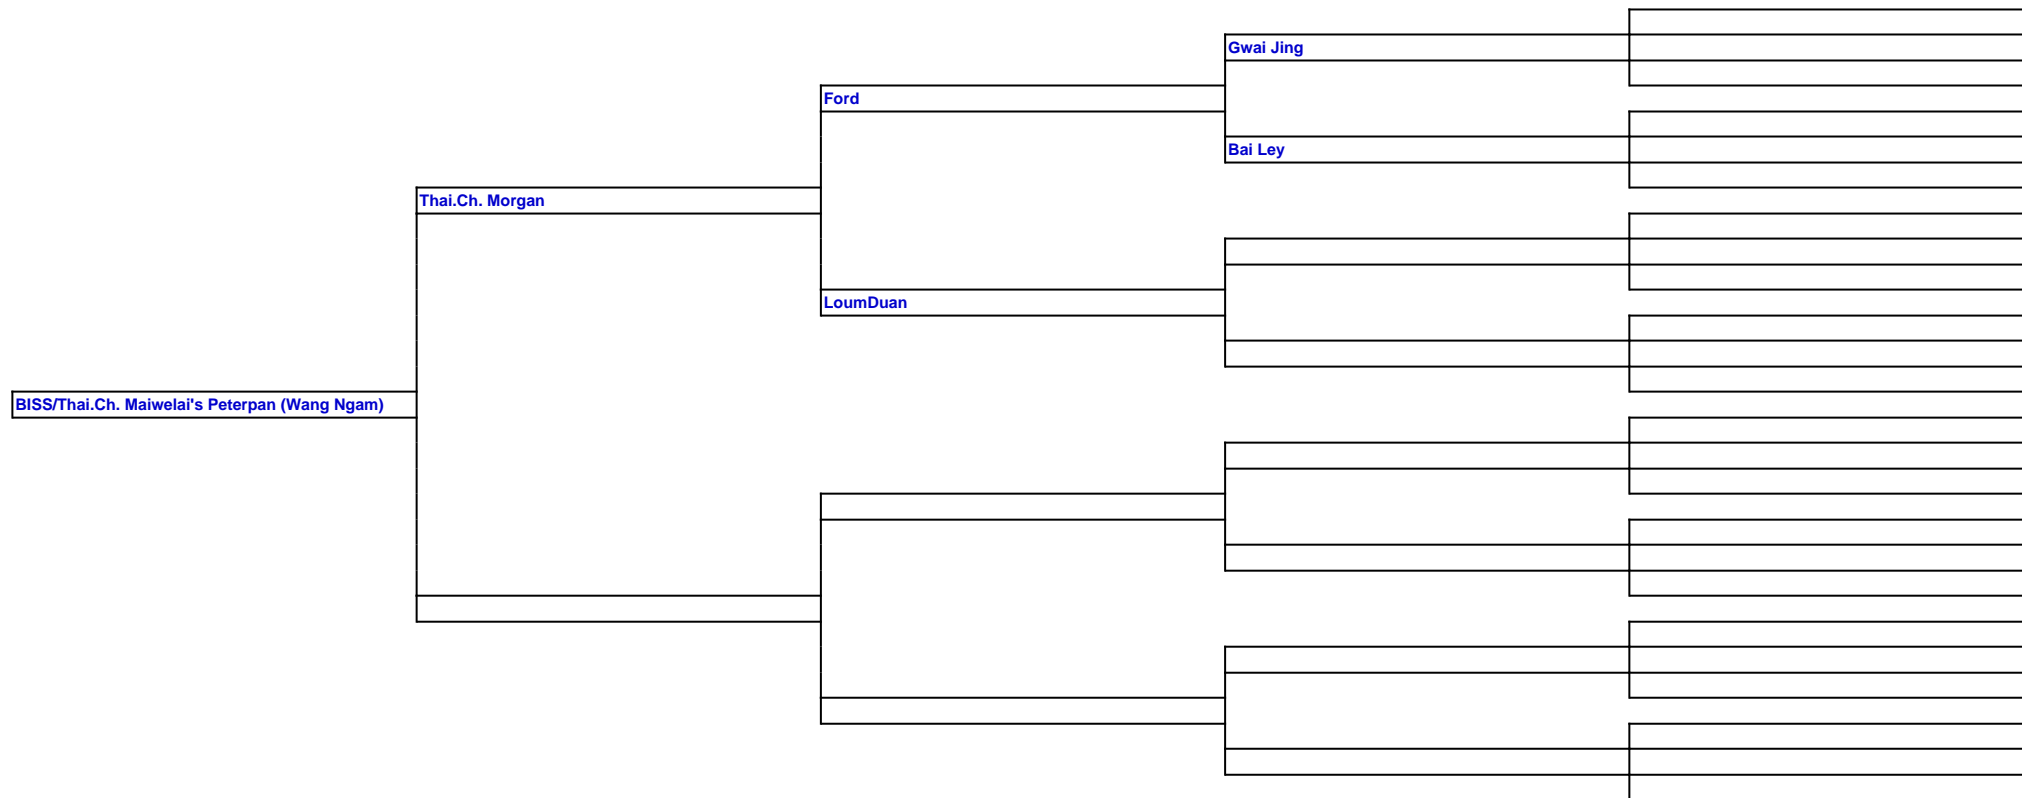 Gwai Jing
Ford
Bai Ley
Thai.Ch. Morgan
LoumDuan
BISS/Thai.Ch. Maiwelai's Peterpan (Wang Ngam)